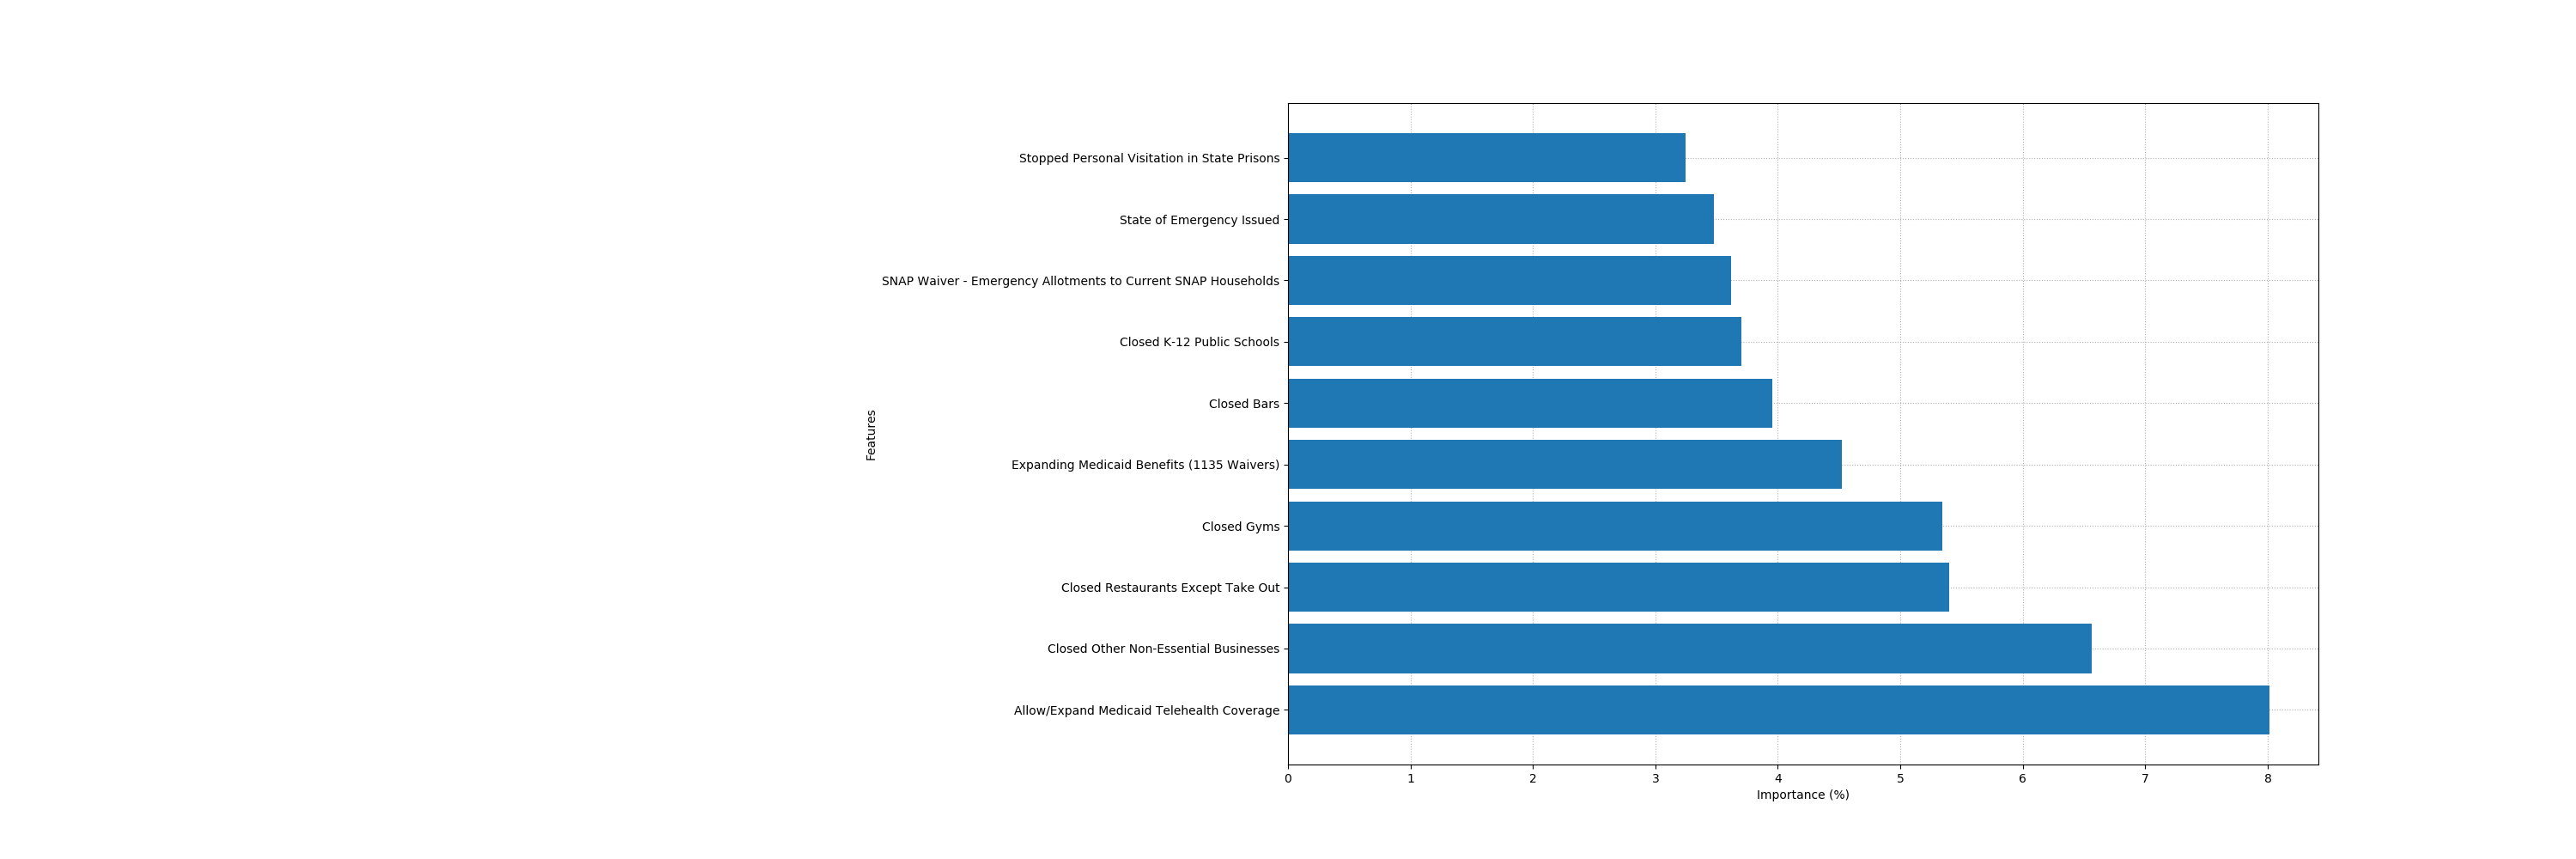 Stopped Personal Visitation in State Prisons
State of Emergency Issued
SNAP Waiver - Emergency Allotments to Current SNAP Households
Closed K-12 Public Schools
Closed Bars
Features
Expanding Medicaid Benefits (1135 Waivers)
Closed Gyms
Closed Restaurants Except Take Out
Closed Other Non-Essential Businesses
Allow/Expand Medicaid Telehealth Coverage
0 1 2 3 4 5 6 7 8
Importance (%)